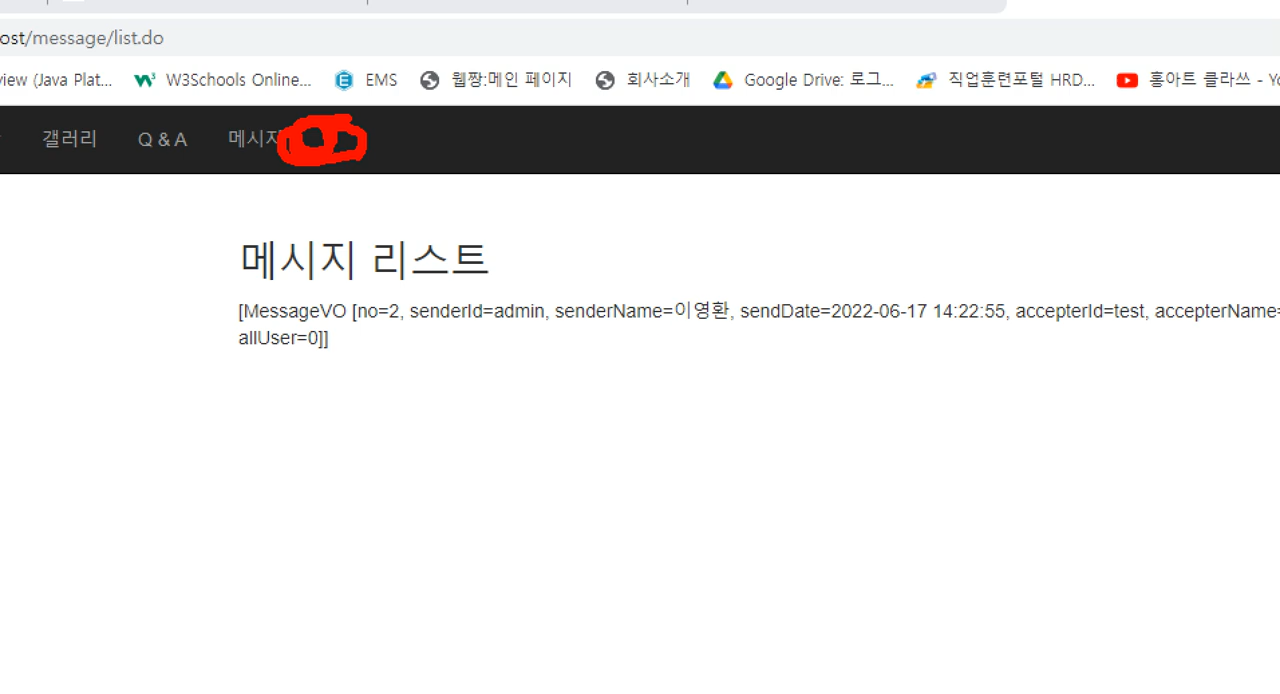 ost/message/list.do
view (Java Plat... W3Schools Online... EMS 웹짱:메인 페이지 회사소개 Google Drive: 로그... 직업훈련포털 HRD... 홍아트 클라쓰 -
갤러리 Q & A 메시지
메시지 리스트
[MessageVO [no=2, senderId=admin, senderName=이영환, sendDate=2022-06-17 14:22:55, accepterId=test, accepterName=
allUser=0]]